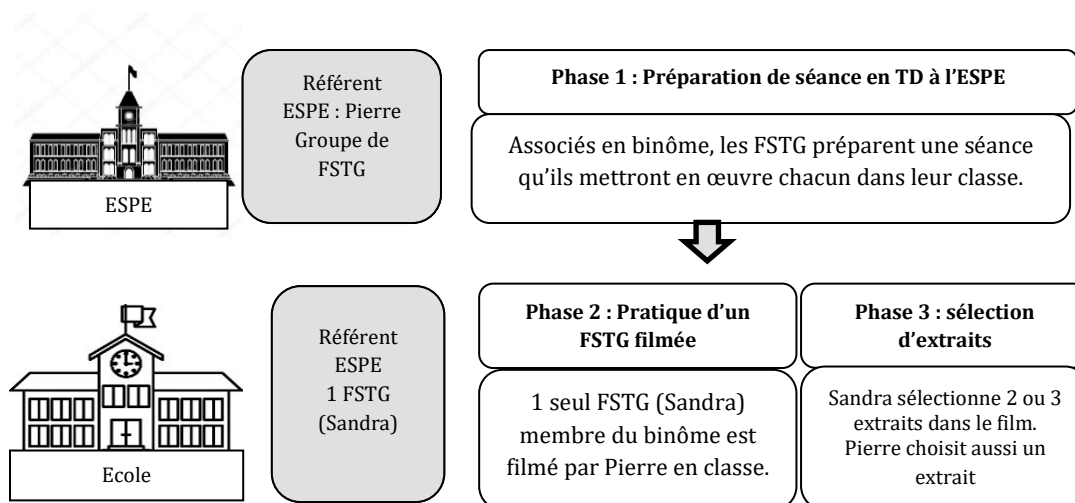 Référent
ESPE : Pierre
Groupe de
FSTG
ESPE
Phase 1 : Préparation de séance en TD à l'ESPE
Associés en binôme, les FSTG préparent une séance
qu'ils mettront en œuvre chacun dans leur classe.
Référent
ESPE
1 FSTG
(Sandra)
Ecole
Phase 2 : Pratique d'un
FSTG filmée
1 seul FSTG (Sandra)
membre du binôme est
filmé par Pierre en classe.
Phase 3 : sélection
d'extraits
Sandra sélectionne 2 ou 3
extraits dans le film.
Pierre choisit aussi un
extrait